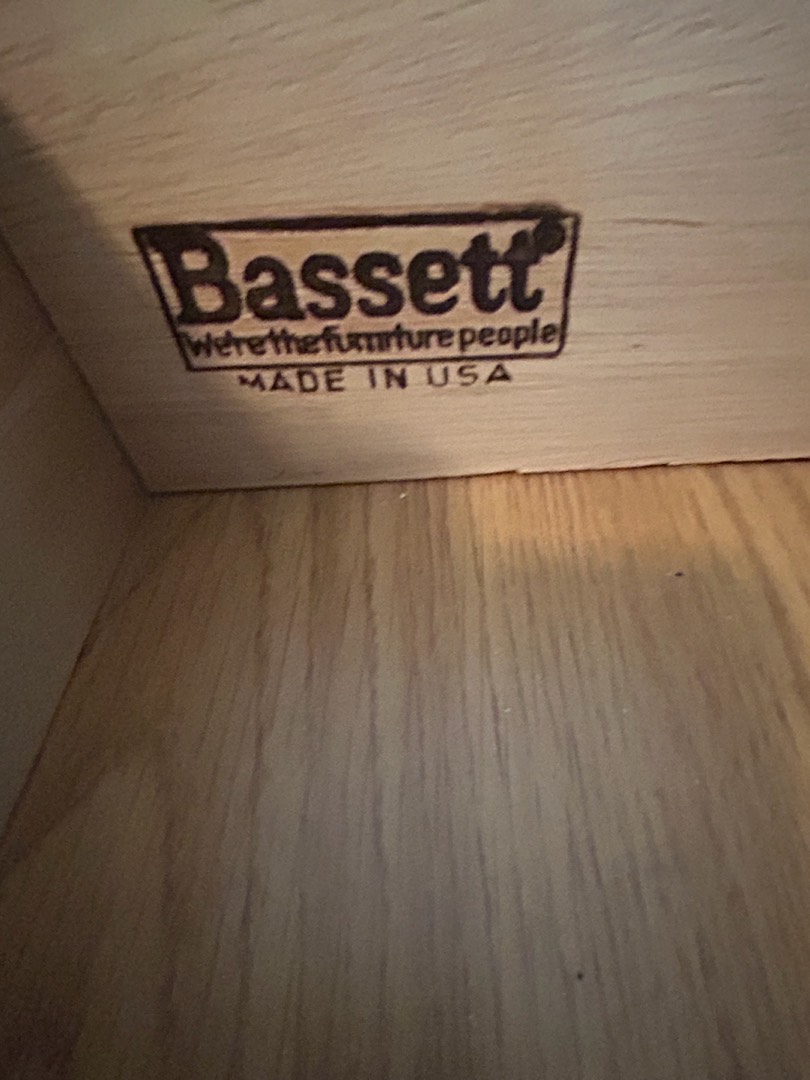 Bassett®
We're the furniture people
MADE IN USA